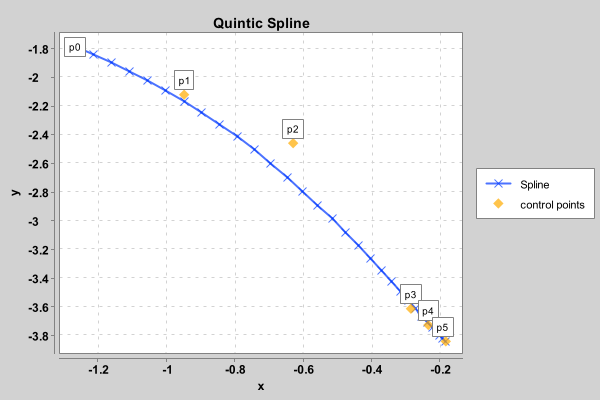 Quintic Spline
-1.8
-2
-2.2
-2.4
-2.6
-2.8
-3
-3.2
-3.4
-3.6
-3.8
y
p0
p1
p2
p3
p4
p5
-1.2
-1
-0.8
-0.6
-0.4
-0.2
x
Spline
control points